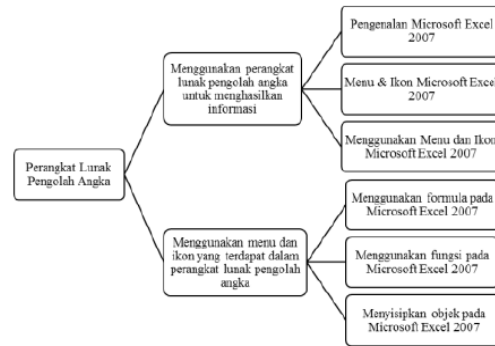 Perangkat Lunak
Pengolah Angka
Menggunakan perangkat
lunak pengolah angka
untuk menghasilkan
informasi
Pengenalan Microsoft Excel
2007
Menu & Ikon Microsoft Excel
2007
Menggunakan Menu dan Ikon
Microsoft Excel 2007
Menggunakan menu dan
ikon yang terdapat dalam
perangkat lunak pengolah
angka
Menggunakan formula pada
Microsoft Excel 2007
Menggunakan fungsi pada
Microsoft Excel 2007
Menyisipkan objek pada
Microsoft Excel 2007